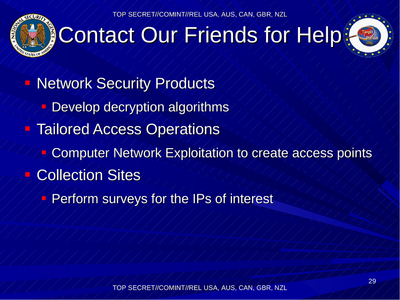 TOP SECRET//COMINT//REL USA, AUS, CAN, GBR, NZL
Contact Our Friends for Help
Network Security Products
Develop decryption algorithms
Tailored Access Operations
Computer Network Exploitation to create access points
Collection Sites
Perform surveys for the IPs of interest
29
TOP SECRET//COMINT//REL USA, AUS, CAN, GBR, NZL